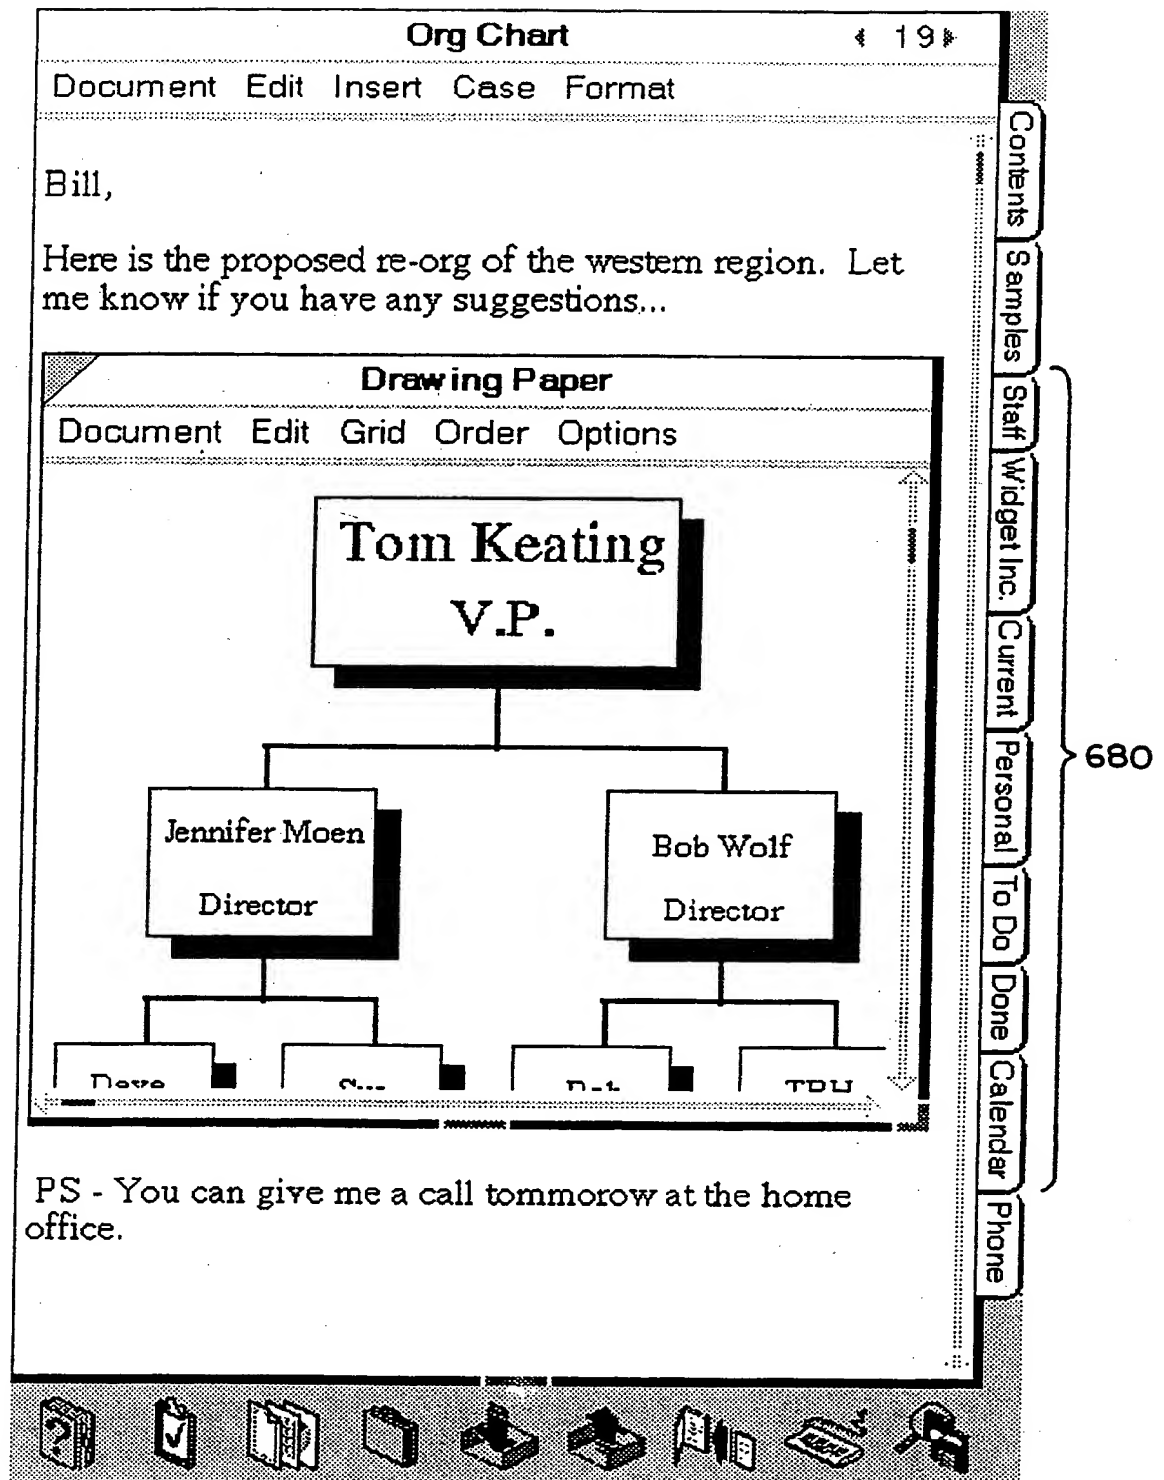 Org Chart 19
Document Edit Insert Case Format
Bill,
Here is the proposed re-org of the western region. Let
me know if you have any suggestions...
Drawing Paper
Document Edit Grid Order Options
Tom Keating
V.P.
Jennifer Moen
Director
Bob Wolf
Director
PS - You can give me a call tommorow at the home
office.
Contents
Samples
Staff
Widget Inc.
Current
Personal
To Do
Done
Calendar
Phone
680
?